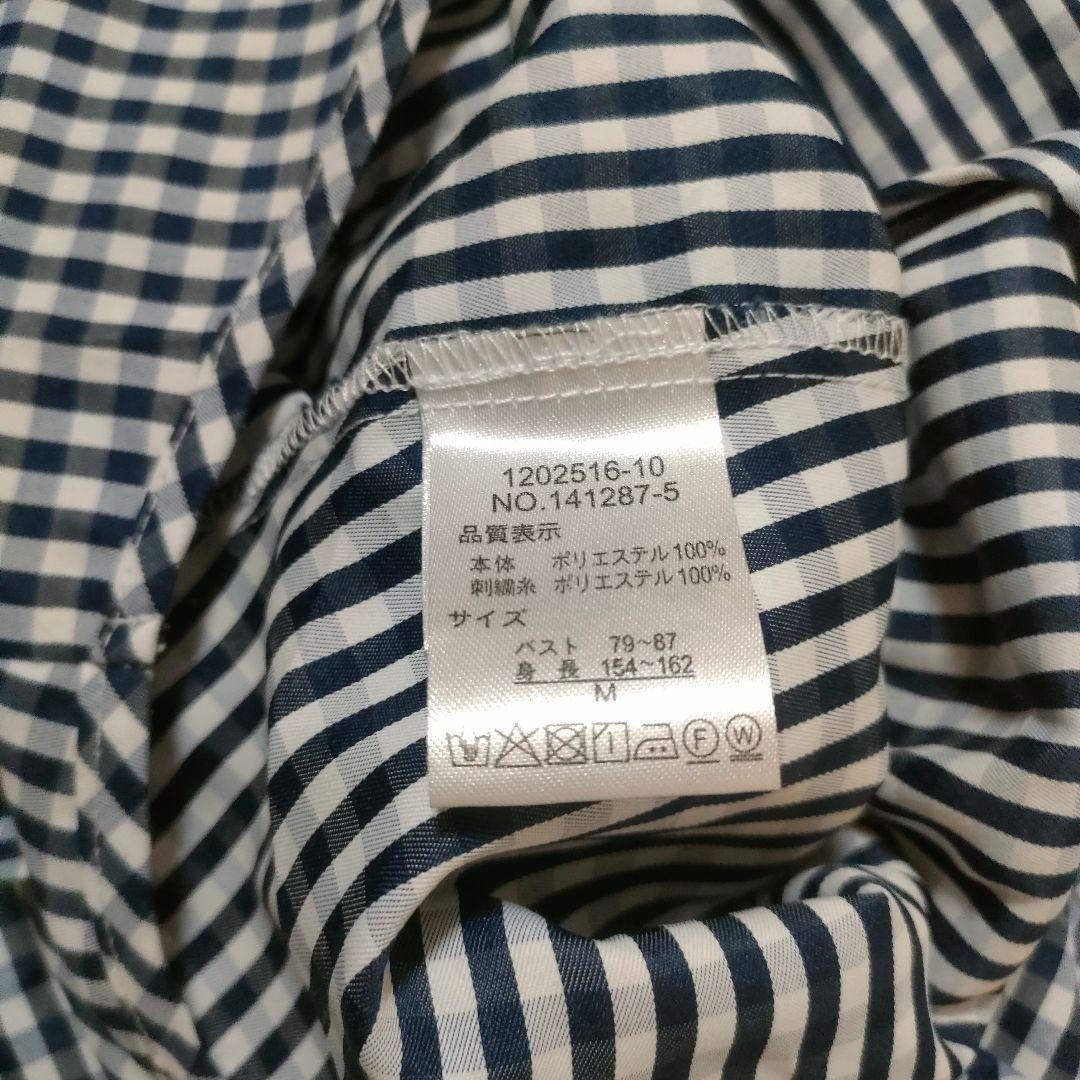 1202516-10
NO.141287-5
品質表示
本体 ポリエステル100%
刺繍糸 ポリエステル100%
サイズ
バスト 79~87
身長 154~162
M
F W